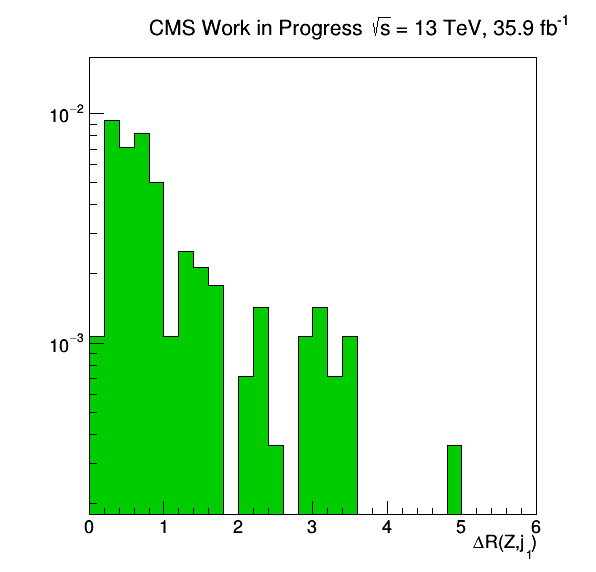 CMS Work in Progress √s = 13 TeV, 35.9 fb⁻¹
10⁻²
10⁻³
0 1 2 3 4 5 6
ΔR(Z,j₁)